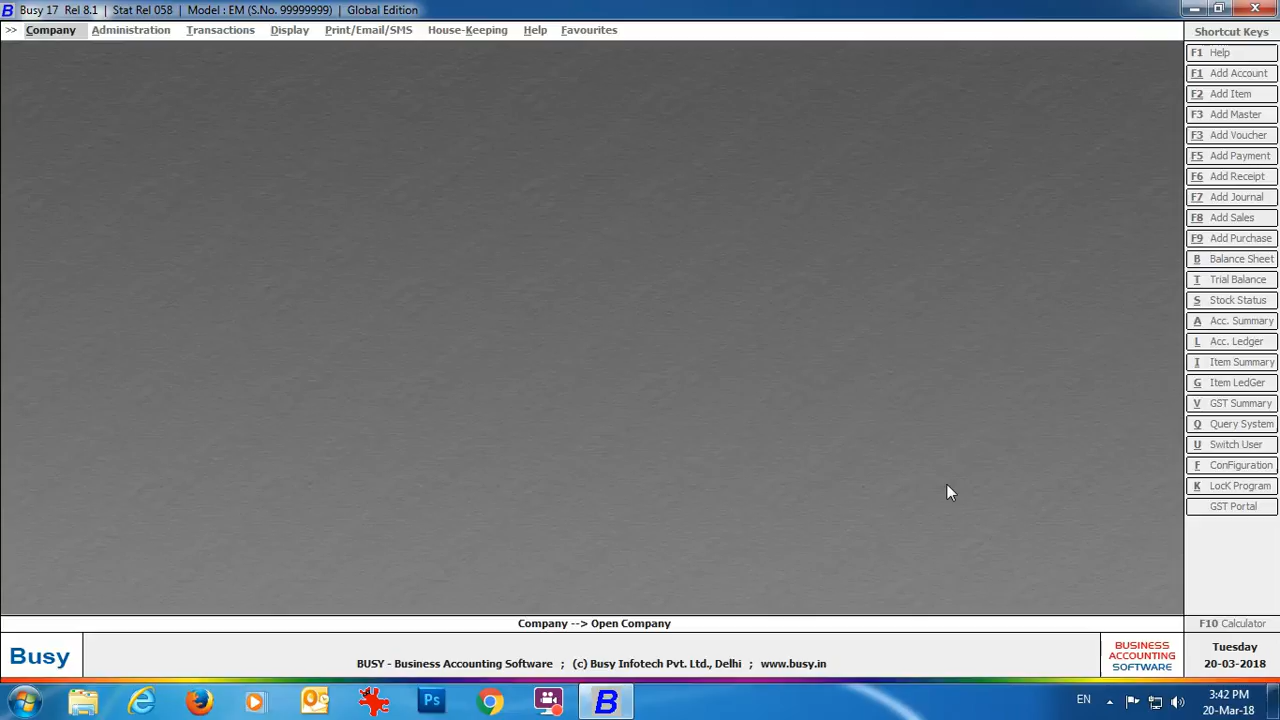 Busy 17 Rel 8.1 | Stat Rel 058 | Model : EM (S.No. 99999999) | Global Edition
>> Company Administration Transactions Display Print/Email/SMS House-Keeping Help Favourites
Shortcut Keys
F1 Help
F1 Add Account
F2 Add Item
F3 Add Master
F3 Add Voucher
F5 Add Payment
F6 Add Receipt
F7 Add Journal
F8 Add Sales
F9 Add Purchase
B Balance Sheet
T Trial Balance
S Stock Status
A Acc. Summary
L Acc. Ledger
I Item Summary
G Item LedGer
V GST Summary
Q Query System
U Switch User
F ConFiguration
K LocK Program
GST Portal
Company --> Open Company
F10 Calculator
Busy
BUSY - Business Accounting Software ; (c) Busy Infotech Pvt. Ltd., Delhi ; www.busy.in
BUSINESS
ACCOUNTING
SOFTWARE
Tuesday
20-03-2018
Ps
B
EN
3:42 PM
20-Mar-18